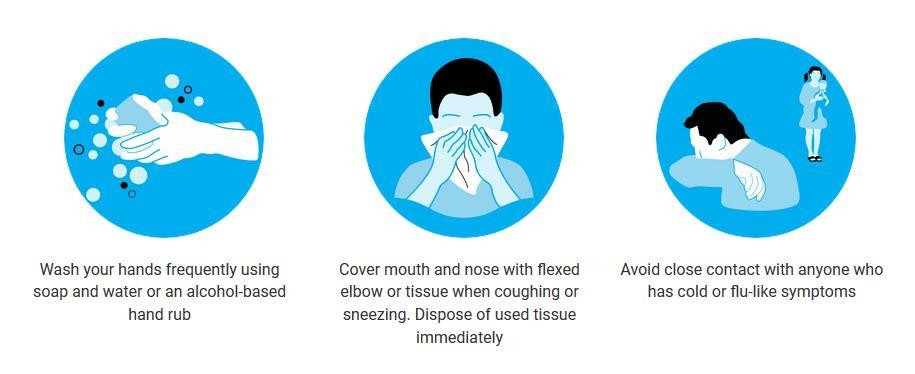 Wash your hands frequently using
soap and water or an alcohol-based
hand rub
Cover mouth and nose with flexed
elbow or tissue when coughing or
sneezing. Dispose of used tissue
immediately
Avoid close contact with anyone who
has cold or flu-like symptoms